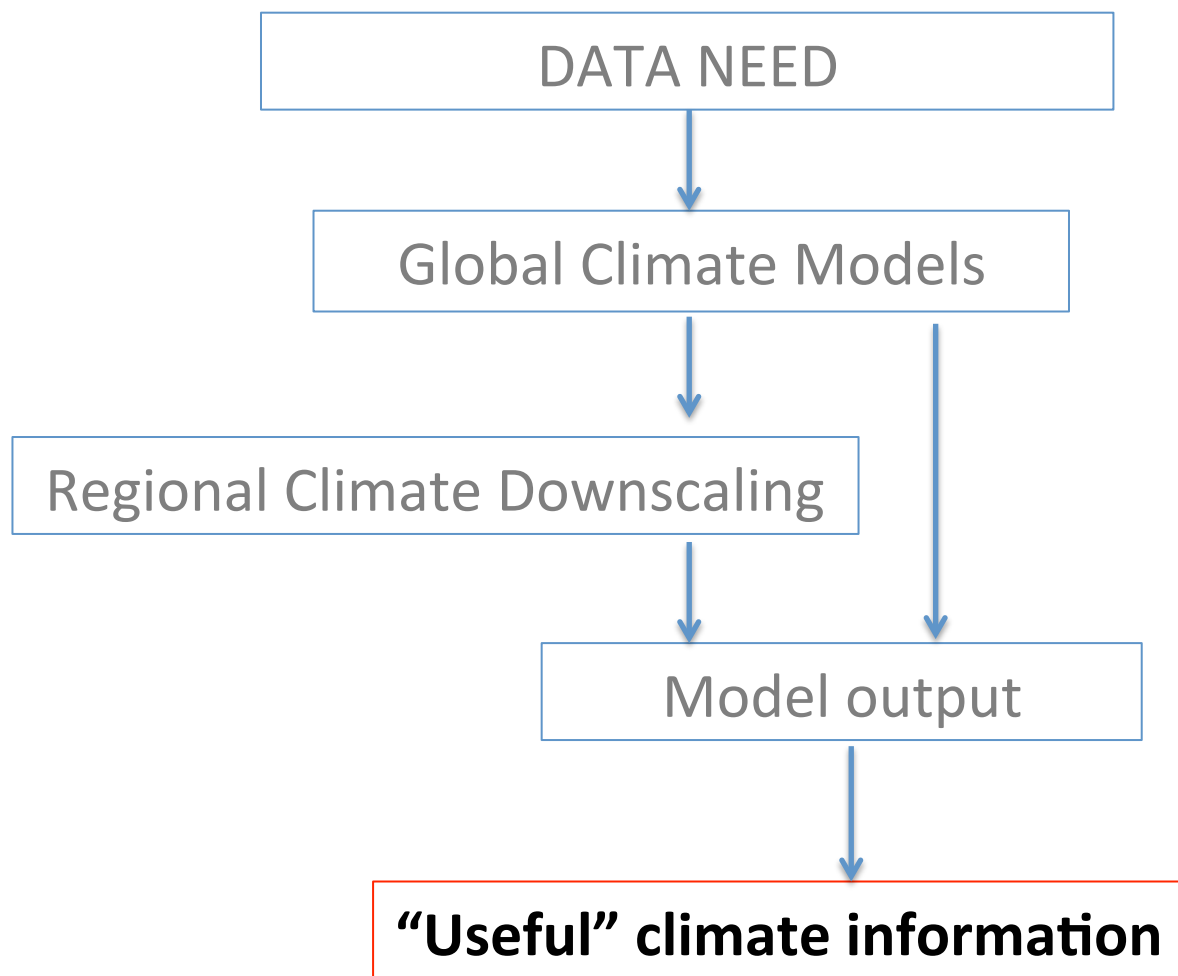 DATA NEED
Global Climate Models
Regional Climate Downscaling
Model output
“Useful” climate information